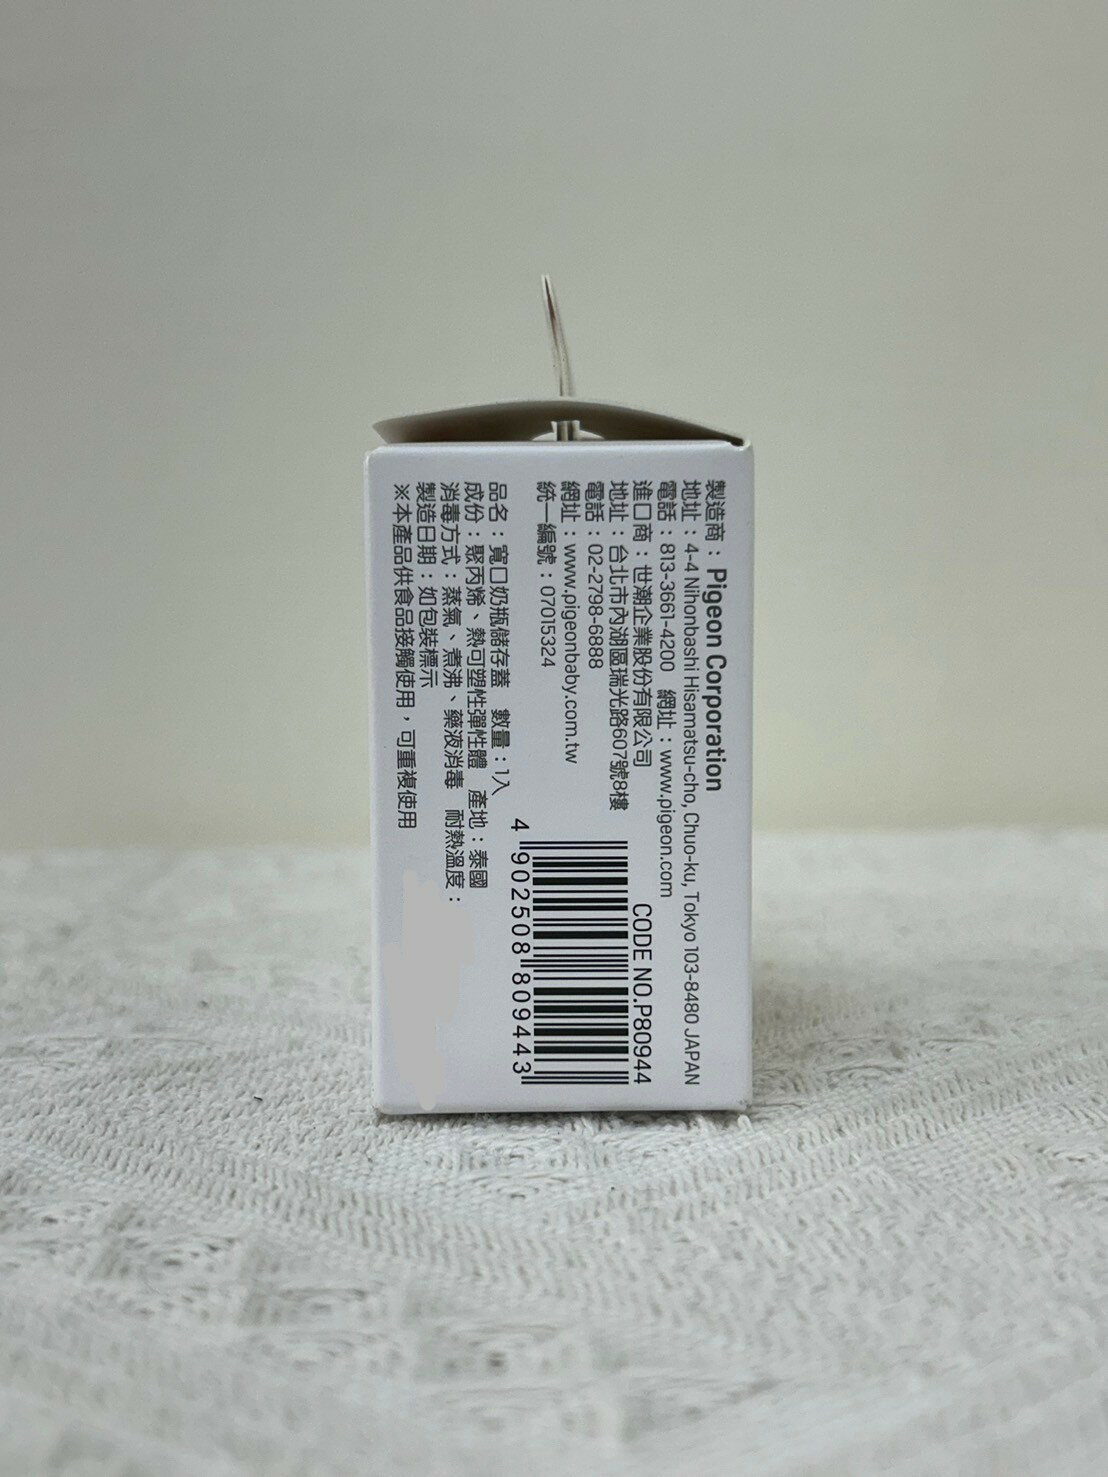 製造商：Pigeon Corporation
地址：4-4 Nihonbashi Hisamatsu-cho, Chuo-ku, Tokyo 103-8480 JAPAN
電話：813-3661-4200 網址：www.pigeon.com
進口商：世潮企業股份有限公司
地址：台北市內湖區瑞光路607號8樓
電話：02-2798-6888
網址：www.pigeonbaby.com.tw
統一編號：07015324
CODE NO.P80944
4 902508 809443
品名：寬口奶瓶儲存蓋 數量：1入
成份：聚丙烯、熱可塑性彈性體 產地：泰國
消毒方式：蒸氣、煮沸、藥液消毒 耐熱溫度：
製造日期：如包裝標示
※本產品供食品接觸使用，可重複使用